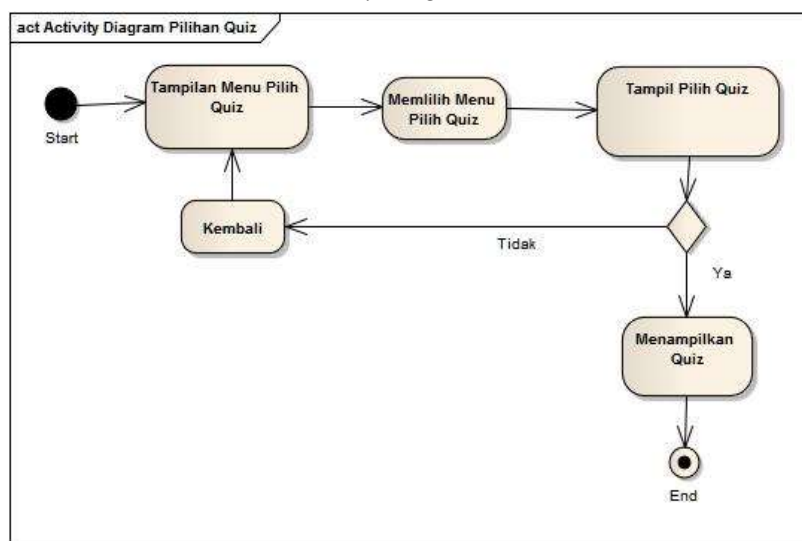 act Activity Diagram Pilihan Quiz
Tampilan Menu Pilih
Quiz
Memlilih Menu
Pilih Quiz
Tampil Pilih Quiz
Start
Kembali
Tidak
Ya
Menampilkan
Quiz
End